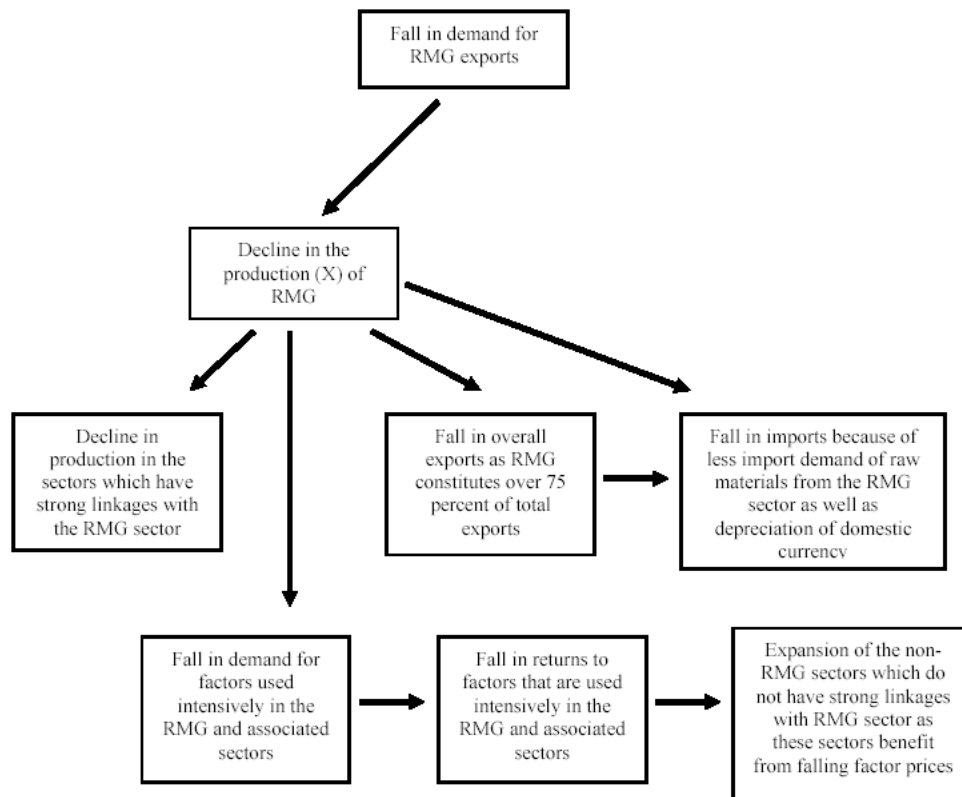 Fall in demand for
RMG exports
Decline in the
production (X) of
RMG
Decline in
production in the
sectors which have
strong linkages with
the RMG sector
Fall in overall
exports as RMG
constitutes over 75
percent of total
exports
Fall in imports because of
less import demand of raw
materials from the RMG
sector as well as
depreciation of domestic
currency
Fall in demand for
factors used
intensively in the
RMG and associated
sectors
Fall in returns to
factors that are used
intensively in the
RMG and associated
sectors
Expansion of the non-
RMG sectors which do
not have strong linkages
with RMG sector as
these sectors benefit
from falling factor prices